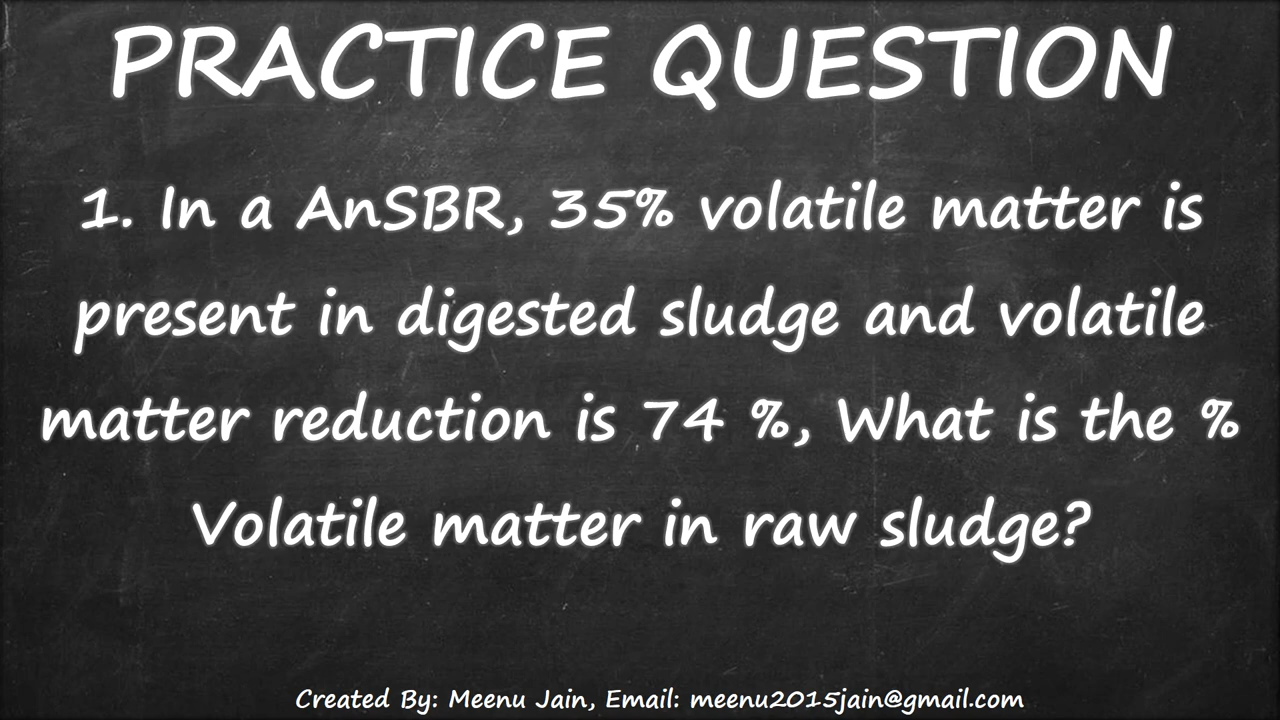 PRACTICE QUESTION
1. In a AnSBR, 35% volatile matter is
present in digested sludge and volatile
matter reduction is 74 %, What is the %
Volatile matter in raw sludge?
Created By: Meenu Jain, Email: meenu2015jain@gmail.com